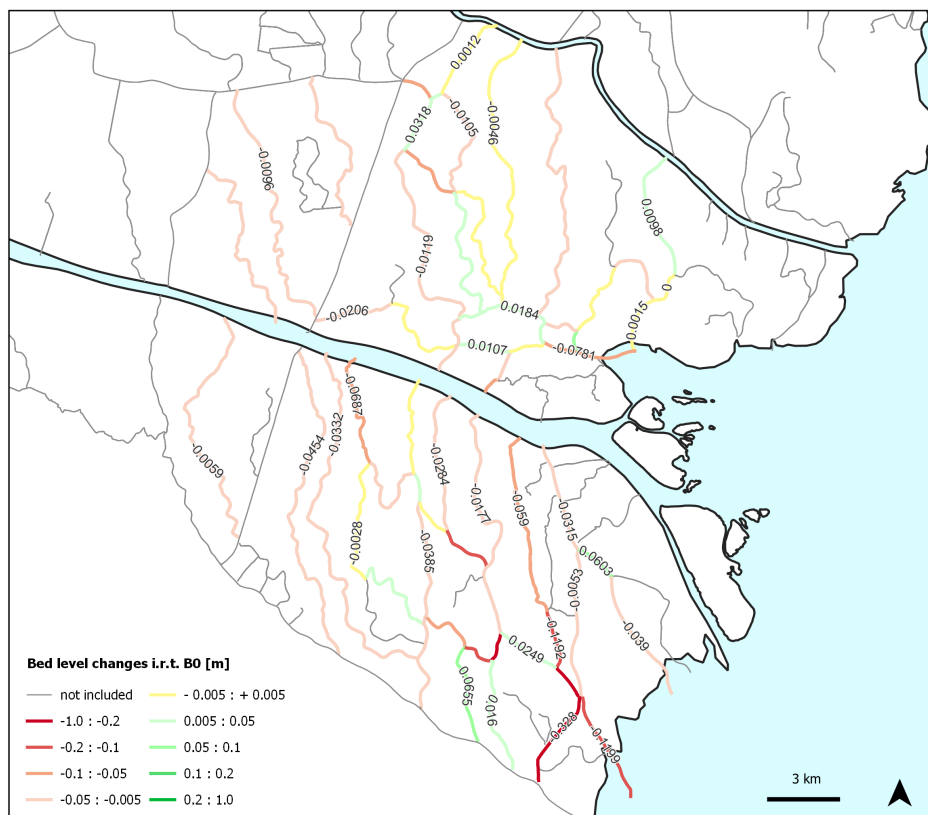 0.0012
0.0318
-0.0105
-0.0046
-0.0096
0.0098
-0.0119
0
-0.0206
0.0184
0.0015
0.0107
-0.0781
-0.0687
-0.0332
-0.0454
-0.0059
-0.0284
-0.0177
-0.059
-0.0315
-0.0028
-0.0385
0.0603
-0.0053
-0.039
-0.1192
0.0249
0.0655
0.016
-0.328
-0.1199
Bed level changes i.r.t. B0 [m]
not included
- 0.005 : + 0.005
-1.0 : -0.2
0.005 : 0.05
-0.2 : -0.1
0.05 : 0.1
-0.1 : -0.05
0.1 : 0.2
-0.05 : -0.005
0.2 : 1.0
3 km